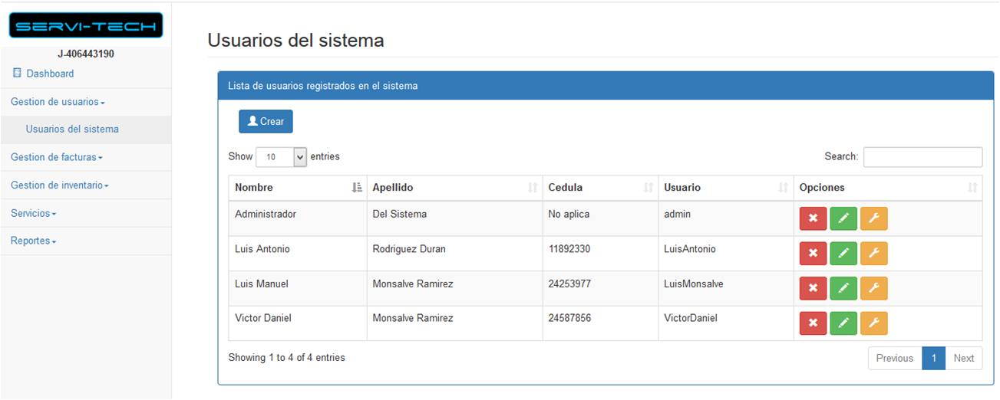 SERVI-TECH
J-406443190
Dashboard
Gestion de usuarios
Usuarios del sistema
Gestion de facturas
Gestion de inventario
Servicios
Reportes
Usuarios del sistema
Lista de usuarios registrados en el sistema
Crear
Show 10 entries Search:
Nombre Apellido Cedula Usuario Opciones
Administrador Del Sistema No aplica admin
Luis Antonio Rodriguez Duran 11892330 LuisAntonio
Luis Manuel Monsalve Ramirez 24253977 LuisMonsalve
Victor Daniel Monsalve Ramirez 24587856 VictorDaniel
Showing 1 to 4 of 4 entries Previous 1 Next